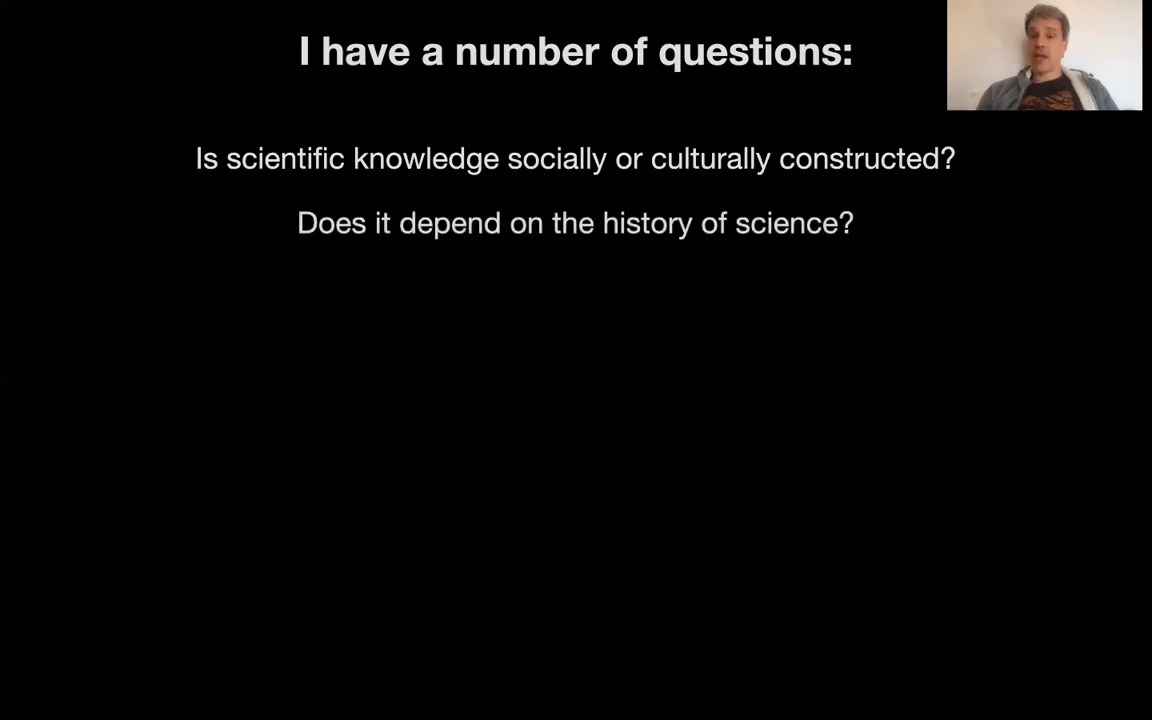 I have a number of questions:
Is scientific knowledge socially or culturally constructed?
Does it depend on the history of science?